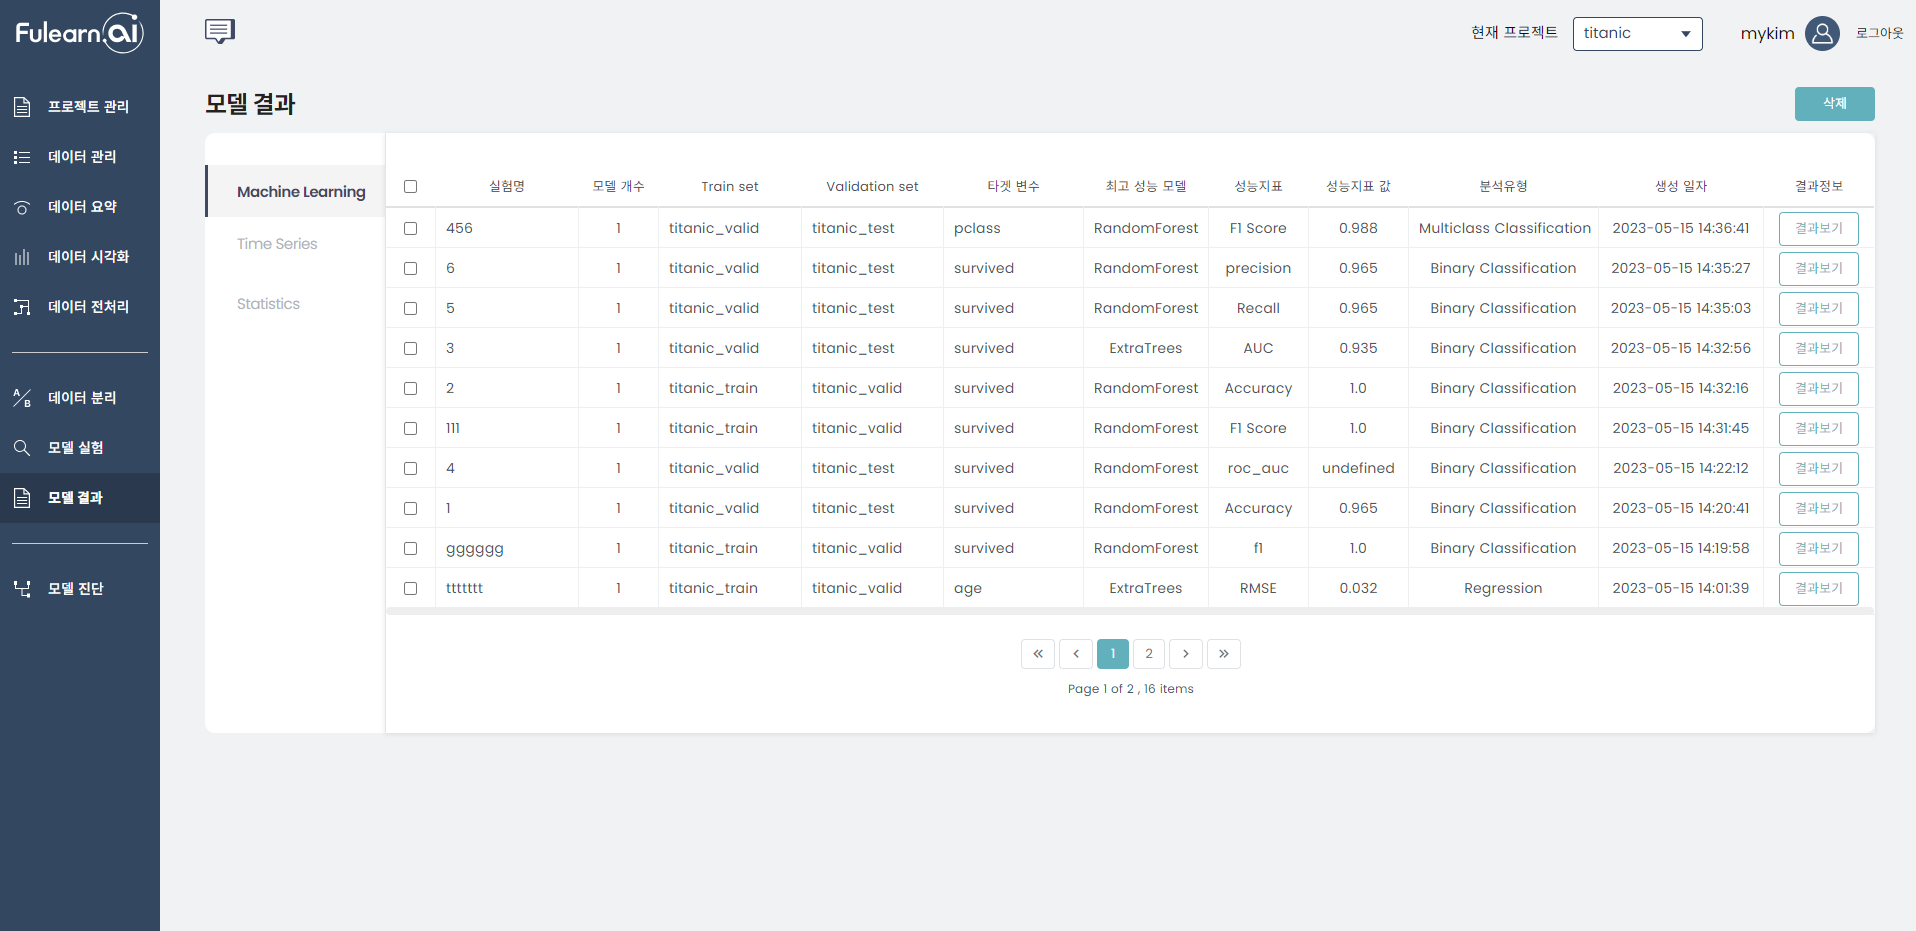 Fulearn.ai
현재 프로젝트 titanic mykim 로그아웃
프로젝트 관리
데이터 관리
데이터 요약
데이터 시각화
데이터 전처리
A/B 데이터 분리
모델 실험
모델 결과
모델 진단
모델 결과 삭제
Machine Learning
Time Series
Statistics
실험명 모델 개수 Train set Validation set 타겟 변수 최고 성능 모델 성능지표 성능지표 값 분석유형 생성 일자 결과정보
456 1 titanic_valid titanic_test pclass RandomForest F1 Score 0.988 Multiclass Classification 2023-05-15 14:36:41 결과보기
6 1 titanic_valid titanic_test survived RandomForest precision 0.965 Binary Classification 2023-05-15 14:35:27 결과보기
5 1 titanic_valid titanic_test survived RandomForest Recall 0.965 Binary Classification 2023-05-15 14:35:03 결과보기
3 1 titanic_valid titanic_test survived ExtraTrees AUC 0.935 Binary Classification 2023-05-15 14:32:56 결과보기
2 1 titanic_train titanic_valid survived RandomForest Accuracy 1.0 Binary Classification 2023-05-15 14:32:16 결과보기
111 1 titanic_train titanic_valid survived RandomForest F1 Score 1.0 Binary Classification 2023-05-15 14:31:45 결과보기
4 1 titanic_valid titanic_test survived RandomForest roc_auc undefined Binary Classification 2023-05-15 14:22:12 결과보기
1 1 titanic_valid titanic_test survived RandomForest Accuracy 0.965 Binary Classification 2023-05-15 14:20:41 결과보기
gggggg 1 titanic_train titanic_valid survived RandomForest f1 1.0 Binary Classification 2023-05-15 14:19:58 결과보기
ttttttt 1 titanic_train titanic_valid age ExtraTrees RMSE 0.032 Regression 2023-05-15 14:01:39 결과보기
« ‹ 1 2 › »
Page 1 of 2 , 16 items